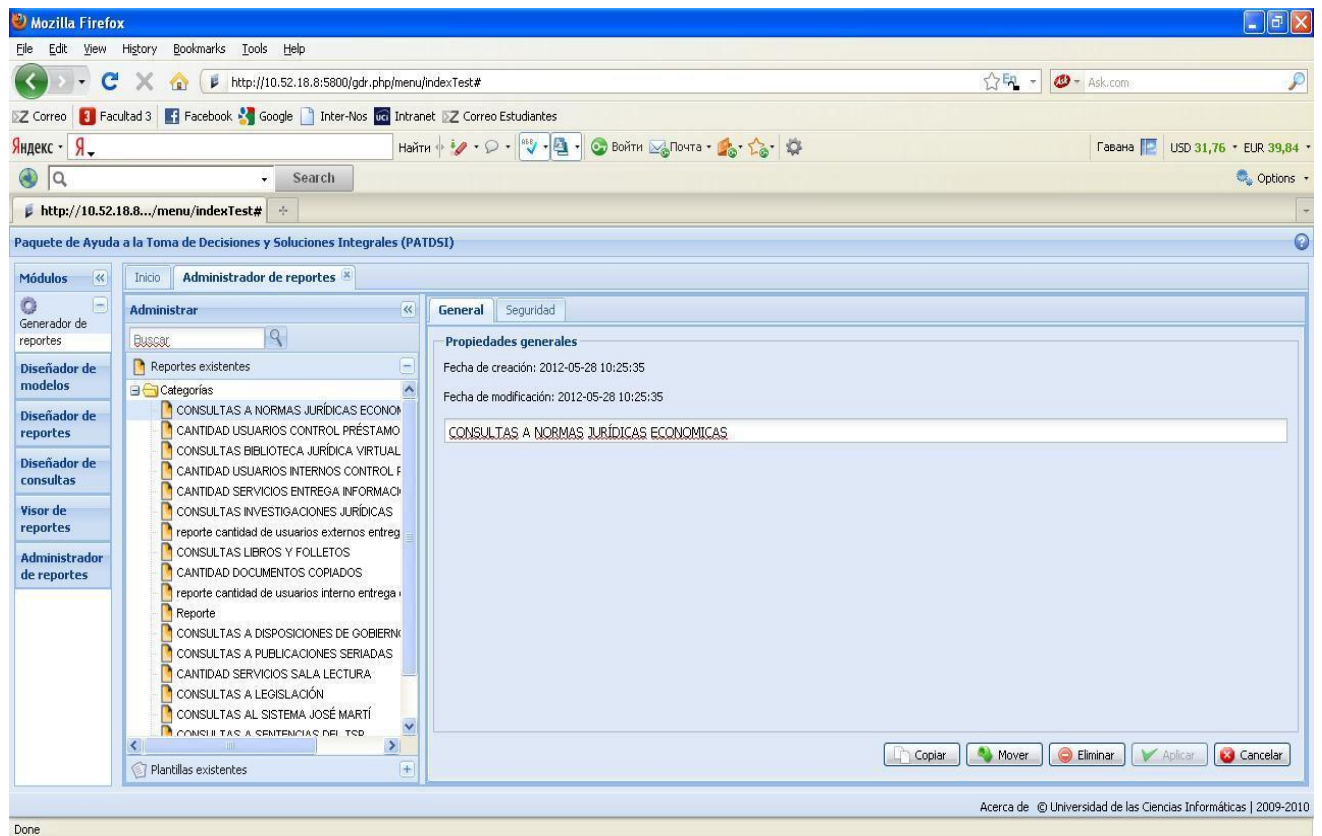 Mozilla Firefox
File Edit View History Bookmarks Tools Help
http://10.52.18.8:5800/gdr.php/menu/indexTest#
Ask.com
Correo Facultad 3 Facebook Google Inter-Nos Intranet Correo Estudiantes
Яндекс Я Найти Войти Почта Гавана USD 31,76 EUR 39,84
Search Options
http://10.52.18.8.../menu/indexTest#
Paquete de Ayuda a la Toma de Decisiones y Soluciones Integrales (PATDSI)
Módulos
Generador de
reportes
Diseñador de
modelos
Diseñador de
reportes
Diseñador de
consultas
Visor de
reportes
Administrador
de reportes
Inicio Administrador de reportes
Administrar
Buscar
Reportes existentes
Categorías
CONSULTAS A NORMAS JURÍDICAS ECONOM
CANTIDAD USUARIOS CONTROL PRÉSTAMO
CONSULTAS BIBLIOTECA JURÍDICA VIRTUAL
CANTIDAD USUARIOS INTERNOS CONTROL
CANTIDAD SERVICIOS ENTREGA INFORMACI
CONSULTAS INVESTIGACIONES JURÍDICAS
reporte cantidad de usuarios externos entreg
CONSULTAS LIBROS Y FOLLETOS
CANTIDAD DOCUMENTOS COPIADOS
reporte cantidad de usuarios interno entrega
Reporte
CONSULTAS A DISPOSICIONES DE GOBIERN
CONSULTAS A PUBLICACIONES SERIADAS
CANTIDAD SERVICIOS SALA LECTURA
CONSULTAS A LEGISLACIÓN
CONSULTAS AL SISTEMA JOSÉ MARTÍ
CONSULTAS A SENTENCIAS DEL TSP
Plantillas existentes
General Seguridad
Propiedades generales
Fecha de creación: 2012-05-28 10:25:35
Fecha de modificación: 2012-05-28 10:25:35
CONSULTAS A NORMAS JURÍDICAS ECONOMICAS
Copiar Mover Eliminar Aplicar Cancelar
Acerca de © Universidad de las Ciencias Informáticas | 2009-2010
Done